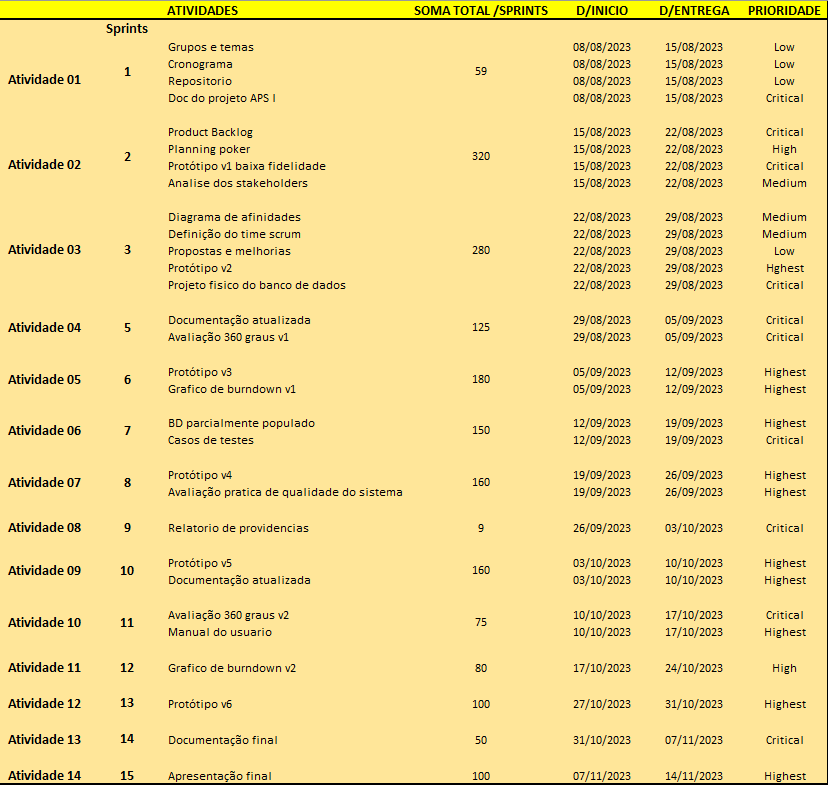 ATIVIDADES SOMA TOTAL /SPRINTS D/INICIO D/ENTREGA PRIORIDADE
Sprints
Grupos e temas 08/08/2023 15/08/2023 Low
Cronograma 08/08/2023 15/08/2023 Low
Atividade 01 1 59
Repositorio 08/08/2023 15/08/2023 Low
Doc do projeto APS I 08/08/2023 15/08/2023 Critical
Product Backlog 15/08/2023 22/08/2023 Critical
Planning poker 15/08/2023 22/08/2023 High
Atividade 02 2 320
Protótipo v1 baixa fidelidade 15/08/2023 22/08/2023 Critical
Analise dos stakeholders 15/08/2023 22/08/2023 Medium
Diagrama de afinidades 22/08/2023 29/08/2023 Medium
Definição do time scrum 22/08/2023 29/08/2023 Medium
Atividade 03 3 Propostas e melhorias 280 22/08/2023 29/08/2023 Low
Protótipo v2 22/08/2023 29/08/2023 Hghest
Projeto fisico do banco de dados 22/08/2023 29/08/2023 Critical
Documentação atualizada 29/08/2023 05/09/2023 Critical
Atividade 04 5 125
Avaliação 360 graus v1 29/08/2023 05/09/2023 Critical
Protótipo v3 05/09/2023 12/09/2023 Highest
Atividade 05 6 180
Grafico de burndown v1 05/09/2023 12/09/2023 Highest
BD parcialmente populado 12/09/2023 19/09/2023 Highest
Atividade 06 7 150
Casos de testes 12/09/2023 19/09/2023 Critical
Protótipo v4 19/09/2023 26/09/2023 Highest
Atividade 07 8 160
Avaliação pratica de qualidade do sistema 19/09/2023 26/09/2023 Highest
Atividade 08 9 Relatorio de providencias 9 26/09/2023 03/10/2023 Critical
Protótipo v5 03/10/2023 10/10/2023 Highest
Atividade 09 10 160
Documentação atualizada 03/10/2023 10/10/2023 Highest
Avaliação 360 graus v2 10/10/2023 17/10/2023 Critical
Atividade 10 11 75
Manual do usuario 10/10/2023 17/10/2023 Highest
Atividade 11 12 Grafico de burndown v2 80 17/10/2023 24/10/2023 High
Atividade 12 13 Protótipo v6 100 27/10/2023 31/10/2023 Highest
Atividade 13 14 Documentação final 50 31/10/2023 07/11/2023 Critical
Atividade 14 15 Apresentação final 100 07/11/2023 14/11/2023 Highest